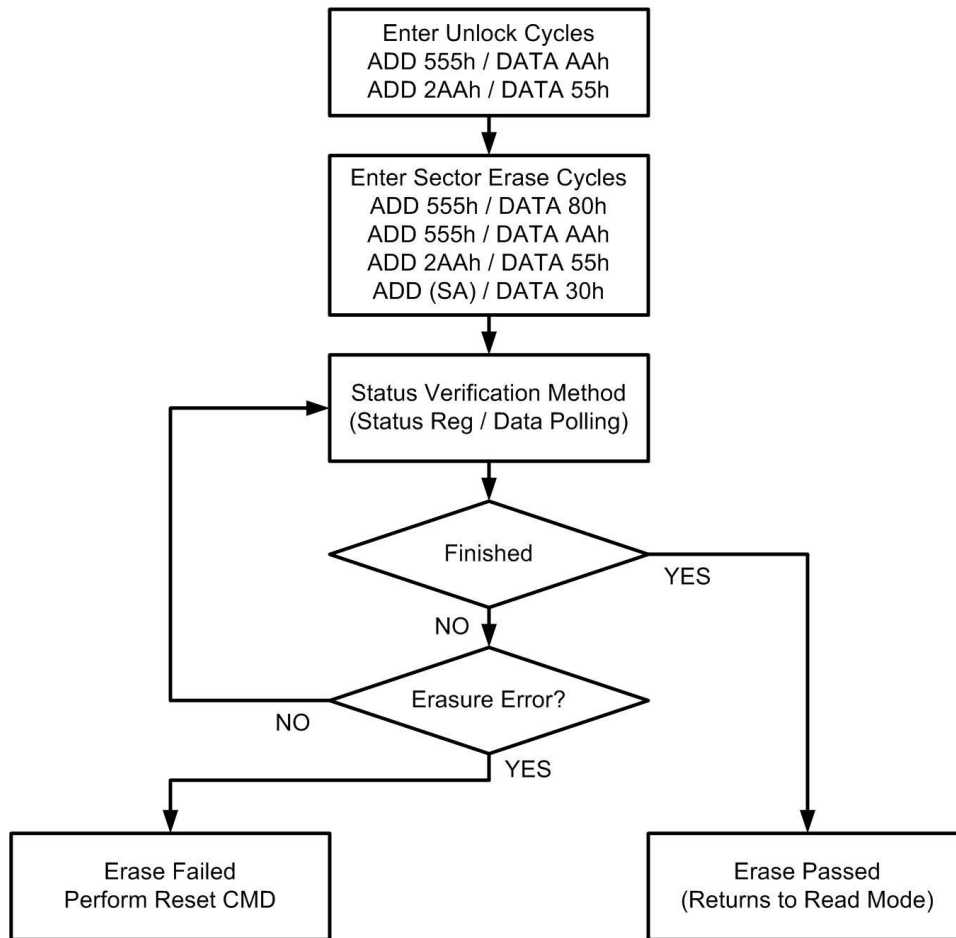 Enter Unlock Cycles
ADD 555h / DATA AAh
ADD 2AAh / DATA 55h
Enter Sector Erase Cycles
ADD 555h / DATA 80h
ADD 555h / DATA AAh
ADD 2AAh / DATA 55h
ADD (SA) / DATA 30h
Status Verification Method
(Status Reg / Data Polling)
Finished
YES
NO
Erasure Error?
NO
YES
Erase Failed
Perform Reset CMD
Erase Passed
(Returns to Read Mode)